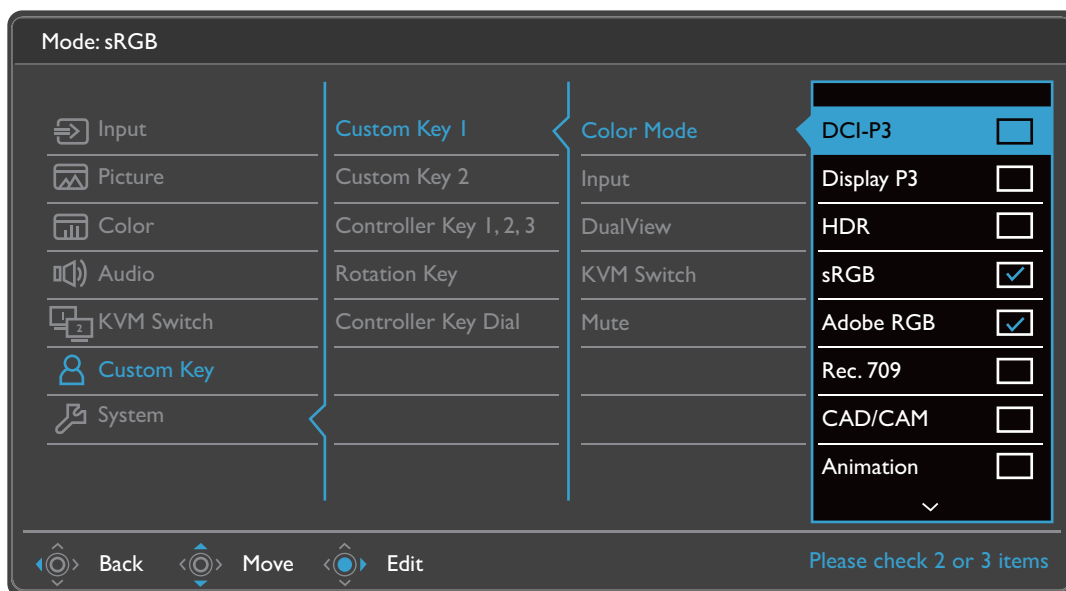 Mode: sRGB
Input
Picture
Color
Audio
KVM Switch
1
2
Custom Key
System
Custom Key 1
Custom Key 2
Controller Key 1, 2, 3
Rotation Key
Controller Key Dial
Color Mode
Input
DualView
KVM Switch
Mute
DCI-P3
Display P3
HDR
sRGB
Adobe RGB
Rec. 709
CAD/CAM
Animation
Back Move Edit Please check 2 or 3 items